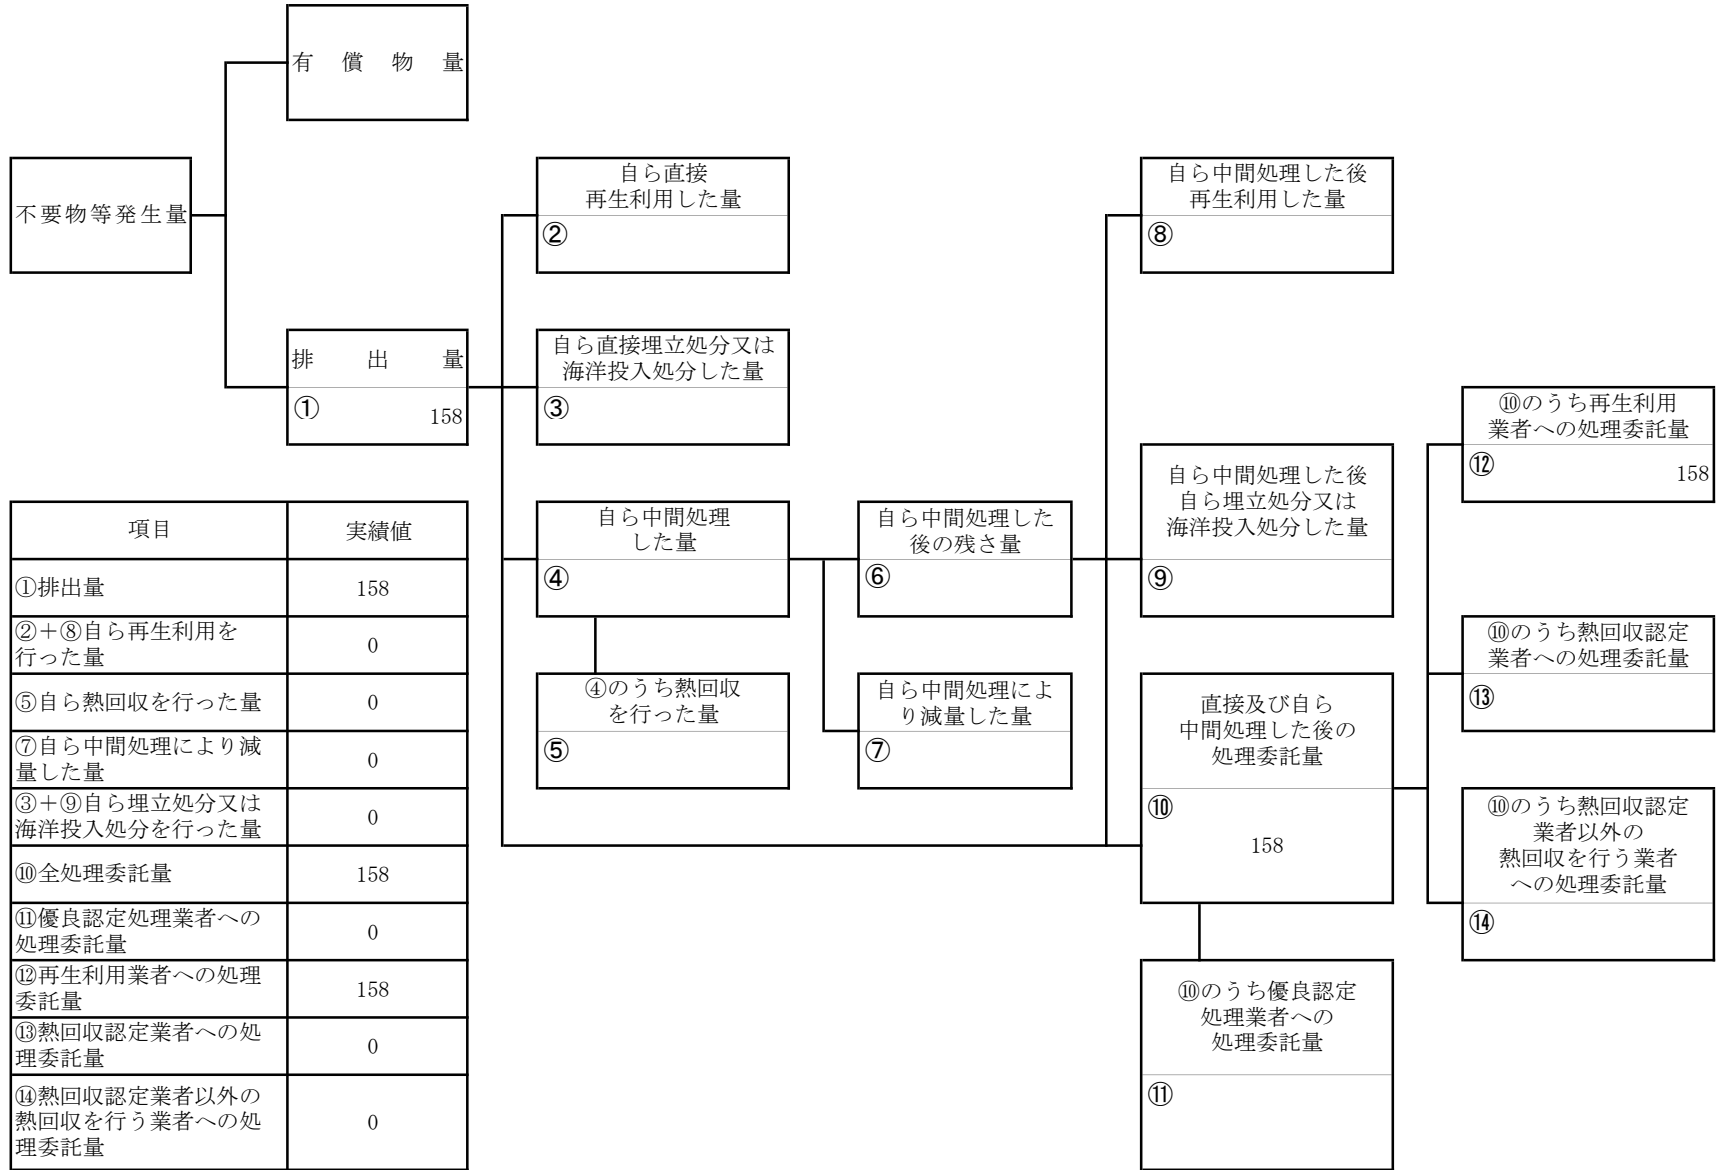 有償物量
不要物等発生量
自ら直接
再生利用した量
②
自ら中間処理した後
再生利用した量
⑧
排出量
①
158
自ら直接埋立処分又は
海洋投入処分した量
③
⑩のうち再生利用
業者への処理委託量
⑫
158
自ら中間処理
した量
④
自ら中間処理した
後の残さ量
⑥
自ら中間処理した後
自ら埋立処分又は
海洋投入処分した量
⑨
⑩のうち熱回収認定
業者への処理委託量
⑬
④のうち熱回収
を行った量
⑤
自ら中間処理によ
り減量した量
⑦
直接及び自ら
中間処理した後の
処理委託量
⑩
158
⑩のうち熱回収認定
業者以外の
熱回収を行う業者
への処理委託量
⑭
⑩のうち優良認定
処理業者への
処理委託量
⑪
項目 実績値
①排出量 158
②+⑧自ら再生利用を
行った量 0
⑤自ら熱回収を行った量 0
⑦自ら中間処理により減
量した量 0
③+⑨自ら埋立処分又は
海洋投入処分を行った量 0
⑩全処理委託量 158
⑪優良認定処理業者への
処理委託量 0
⑫再生利用業者への処理
委託量 158
⑬熱回収認定業者への処
理委託量 0
⑭熱回収認定業者以外の
熱回収を行う業者への処
理委託量 0